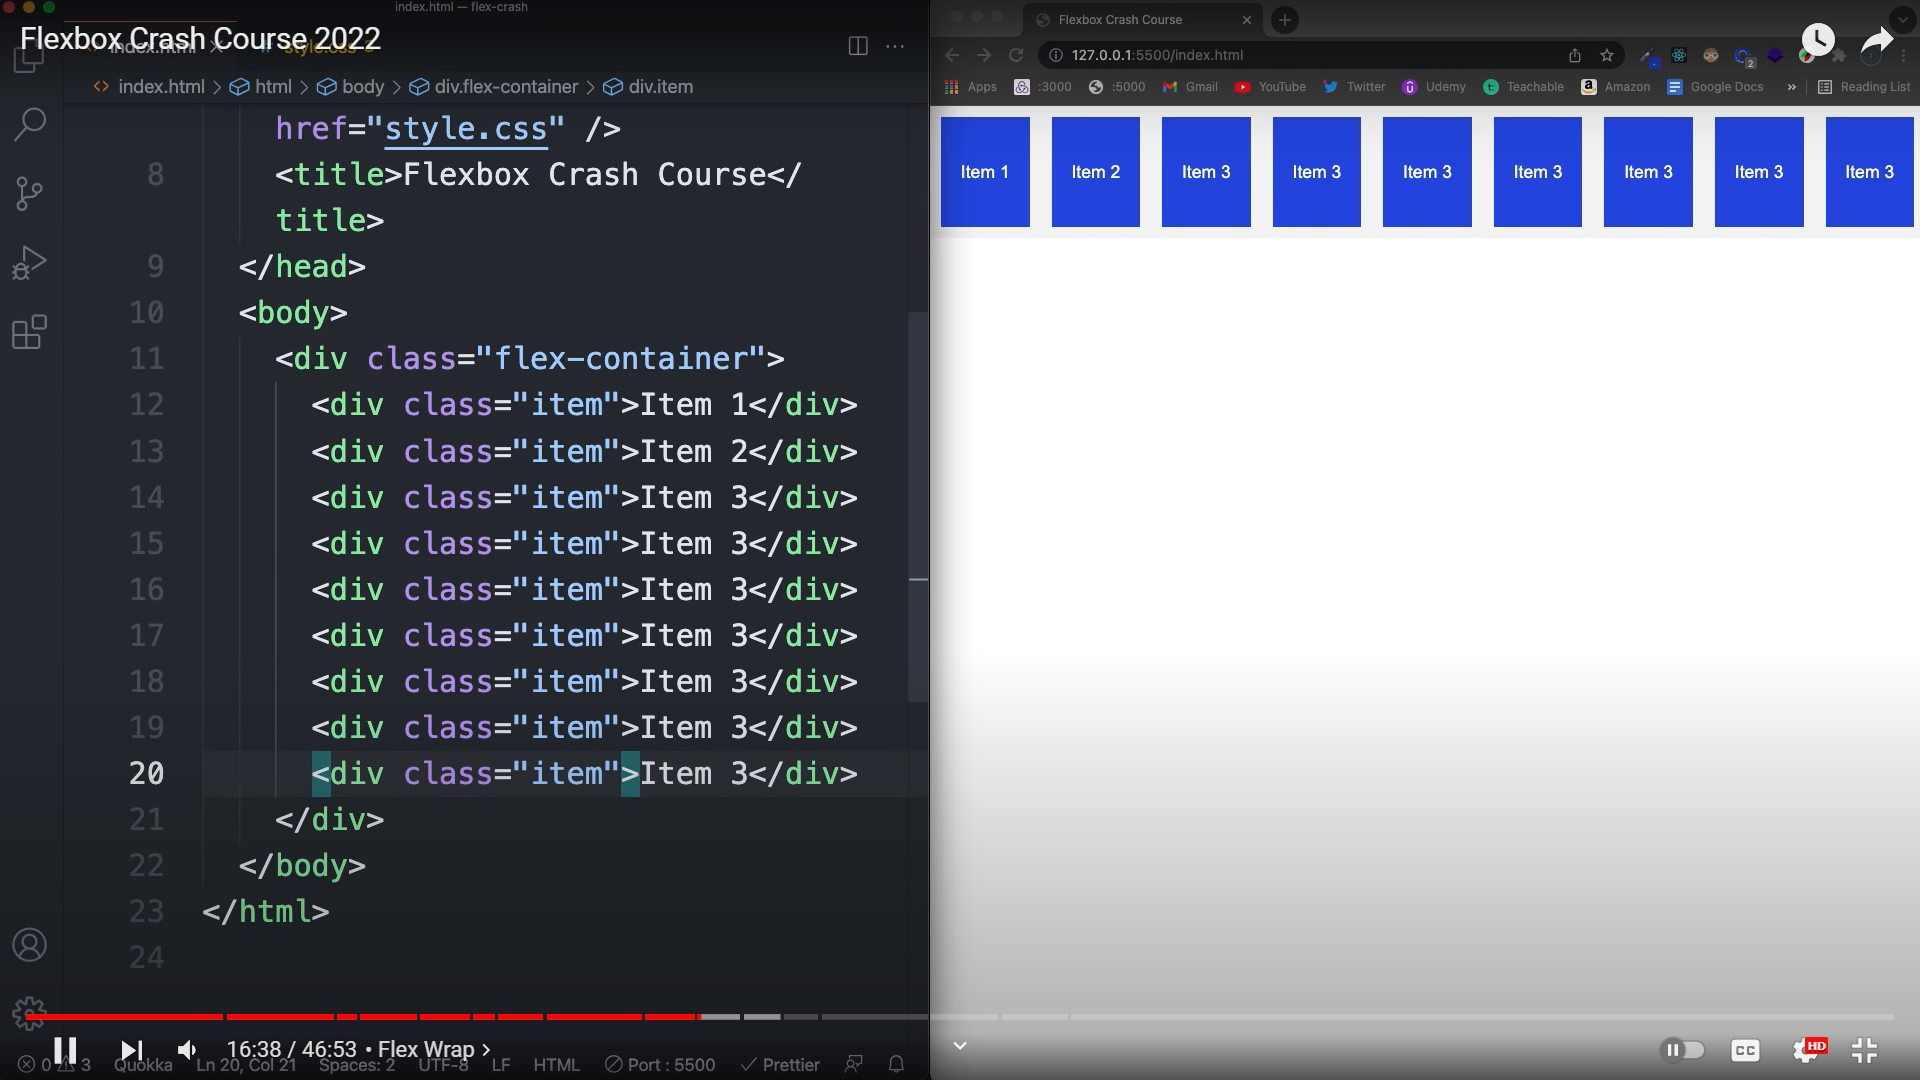 index.html — flex-crash
Flexbox Crash Course 2022
index.html
style.css
index.html > html > body > div.flex-container > div.item
href="style.css" />
8 <title>Flexbox Crash Course</
title>
9 </head>
10 <body>
11 <div class="flex-container">
12 <div class="item">Item 1</div>
13 <div class="item">Item 2</div>
14 <div class="item">Item 3</div>
15 <div class="item">Item 3</div>
16 <div class="item">Item 3</div>
17 <div class="item">Item 3</div>
18 <div class="item">Item 3</div>
19 <div class="item">Item 3</div>
20 <div class="item">Item 3</div>
21 </div>
22 </body>
23 </html>
24
16:38 / 46:53 • Flex Wrap >
0 3 Quokka Ln 20, Col 21 Spaces: 2 UTF-8 LF HTML Port : 5500 Prettier
Flexbox Crash Course
127.0.0.1:5500/index.html
2
Apps :3000 :5000 Gmail YouTube Twitter Udemy Teachable Amazon Google Docs » Reading List
Item 1 Item 2 Item 3 Item 3 Item 3 Item 3 Item 3 Item 3 Item 3
CC HD